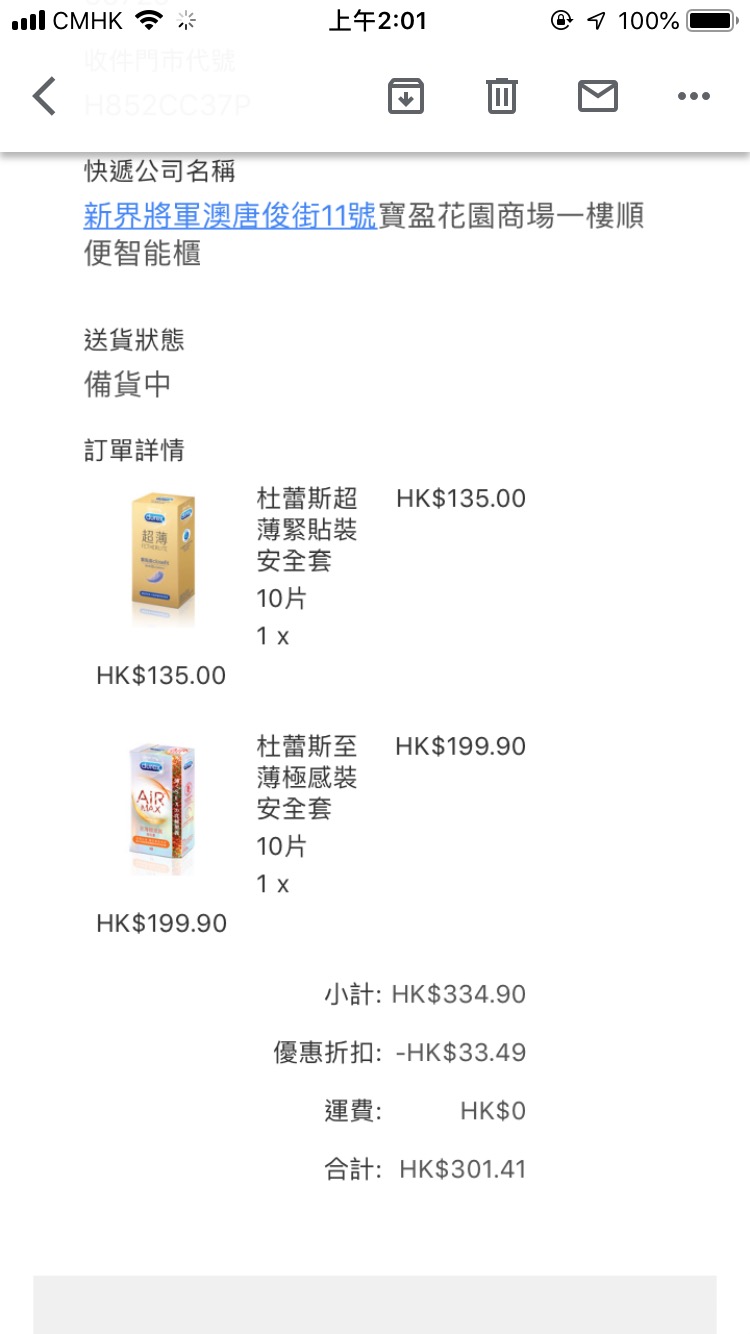 CMHK 上午2:01 100%
收件門市代號
H852CC37P
快遞公司名稱
新界將軍澳唐俊街11號寶盈花園商場一樓順
便智能櫃
送貨狀態
備貨中
訂單詳情
durex
超薄
杜蕾斯超 HK$135.00
薄緊貼裝
安全套
10片
1 x
HK$135.00
durex
AIR
MAX
杜蕾斯至 HK$199.90
薄極感裝
安全套
10片
1 x
HK$199.90
小計: HK$334.90
優惠折扣: -HK$33.49
運費: HK$0
合計: HK$301.41